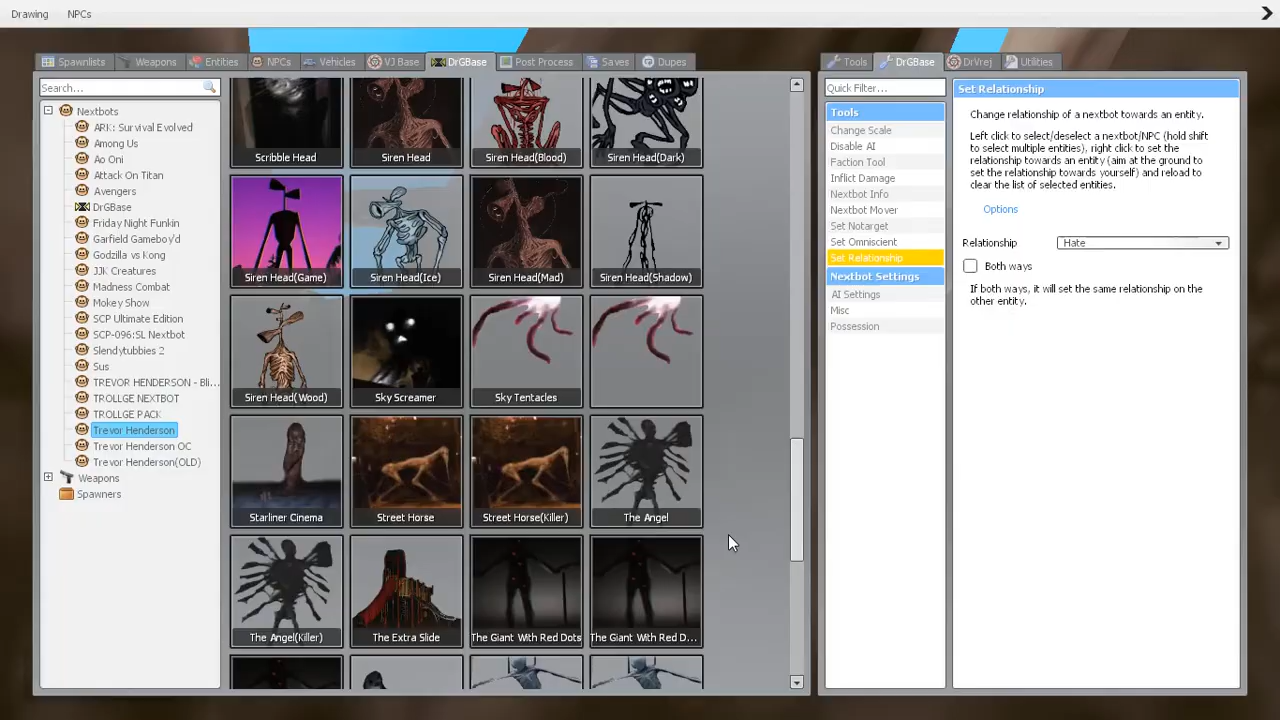 Drawing NPCs
Spawnlists Weapons Entities NPCs Vehicles VJ Base DrGBase Post Process Saves Dupes
Tools DrGBase DrVrej Utilities
Search...
Nextbots
ARK: Survival Evolved
Among Us
Ao Oni
Attack On Titan
Avengers
DrGBase
Friday Night Funkin
Garfield Gameboy'd
Godzilla vs Kong
JJK Creatures
Madness Combat
Mokey Show
SCP Ultimate Edition
SCP-096:SL Nextbot
Slendytubbies 2
Sus
TREVOR HENDERSON - Bli...
TROLLGE NEXTBOT
TROLLGE PACK
Trevor Henderson
Trevor Henderson OC
Trevor Henderson(OLD)
Weapons
Spawners
Scribble Head Siren Head Siren Head(Blood) Siren Head(Dark)
Siren Head(Game) Siren Head(Ice) Siren Head(Mad) Siren Head(Shadow)
Siren Head(Wood) Sky Screamer Sky Tentacles
Starliner Cinema Street Horse Street Horse(Killer) The Angel
The Angel(Killer) The Extra Slide The Giant With Red Dots The Giant With Red D...
Quick Filter...
Tools
Change Scale
Disable AI
Faction Tool
Inflict Damage
Nextbot Info
Nextbot Mover
Set Notarget
Set Omniscient
Set Relationship
Nextbot Settings
AI Settings
Misc
Possession
Set Relationship
Change relationship of a nextbot towards an entity.
Left click to select/deselect a nextbot/NPC (hold shift
to select multiple entities), right click to set the
relationship towards an entity (aim at the ground to
set the relationship towards yourself) and reload to
clear the list of selected entities.
Options
Relationship Hate
Both ways
If both ways, it will set the same relationship on the
other entity.